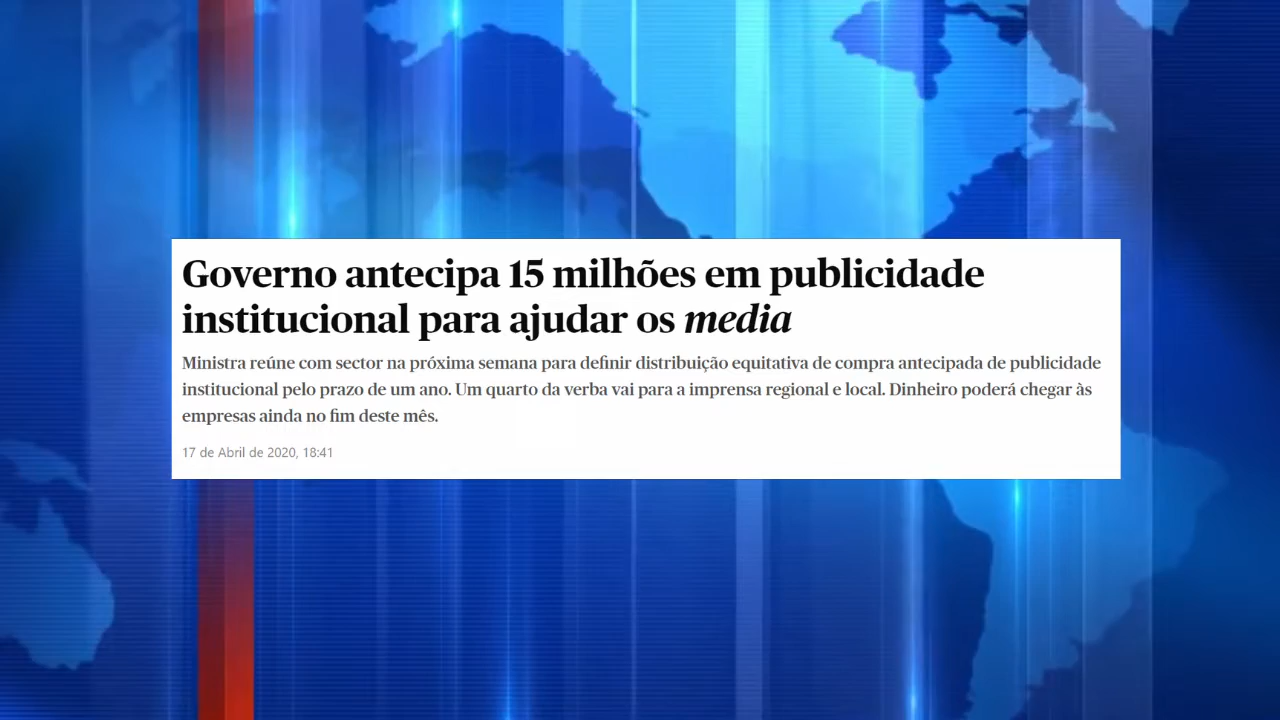 Governo antecipa 15 milhões em publicidade
institucional para ajudar os media
Ministra reúne com sector na próxima semana para definir distribuição equitativa de compra antecipada de publicidade
institucional pelo prazo de um ano. Um quarto da verba vai para a imprensa regional e local. Dinheiro poderá chegar às
empresas ainda no fim deste mês.
17 de Abril de 2020, 18:41